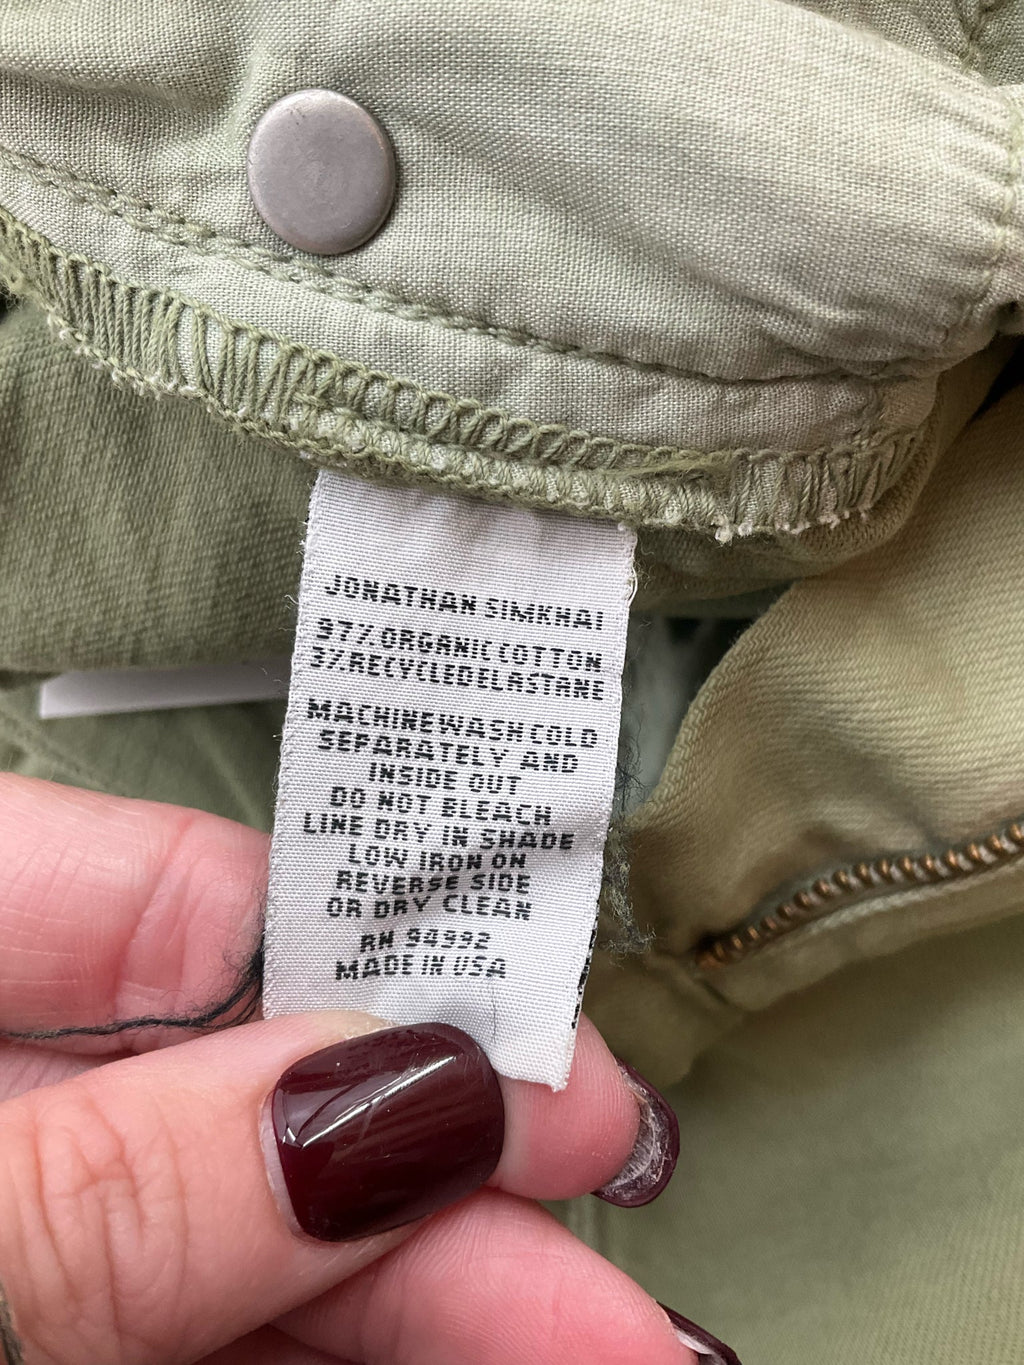 JONATHAN SIMKHAI
97% ORGANIC COTTON
3% RECYCLED ELASTANE
MACHINE WASH COLD
SEPARATELY AND
INSIDE OUT
DO NOT BLEACH
LINE DRY IN SHADE
LOW IRON ON
REVERSE SIDE
OR DRY CLEAN
RN 94992
MADE IN USA